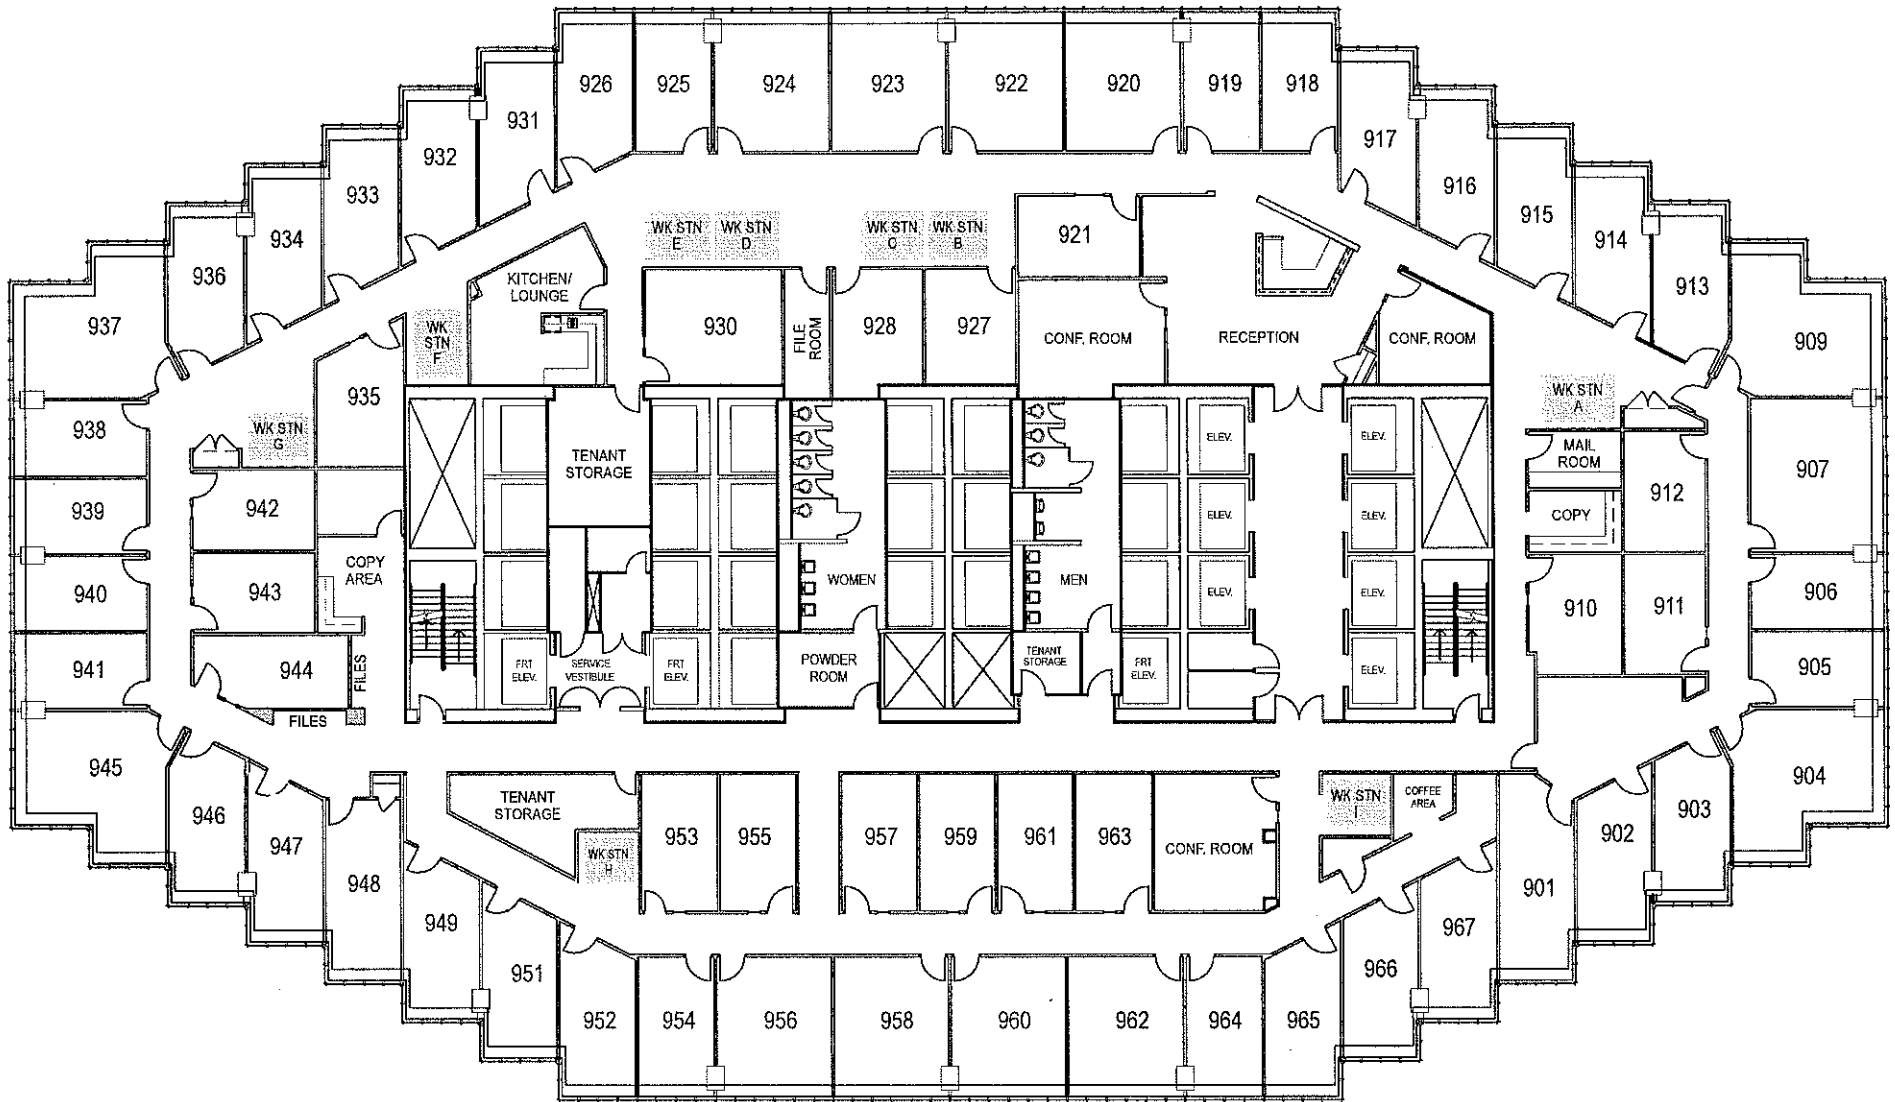 926
925
924
923
922
920
919
918
931
917
932
916
933
915
934
914
936
913
937
909
WK STN
E
WK STN
D
WK STN
C
WK STN
B
921
KITCHEN/
LOUNGE
WK
STN
F
930
FILE
ROOM
928
927
CONF. ROOM
RECEPTION
CONF. ROOM
935
WK STN
G
WK STN
A
938
907
TENANT
STORAGE
ELEV.
ELEV.
MAIL
ROOM
912
939
942
ELEV.
ELEV.
COPY
COPY
AREA
940
943
WOMEN
MEN
ELEV.
ELEV.
910
911
906
941
944
FILES
FILES
FRT
ELEV.
SERVICE
VESTIBULE
FRT
ELEV.
POWDER
ROOM
TENANT
STORAGE
FRT
ELEV.
ELEV.
905
945
904
946
947
948
TENANT
STORAGE
WK STN
H
953
955
957
959
961
963
CONF. ROOM
WK STN
I
COFFEE
AREA
901
902
903
949
951
967
966
952
954
956
958
960
962
964
965